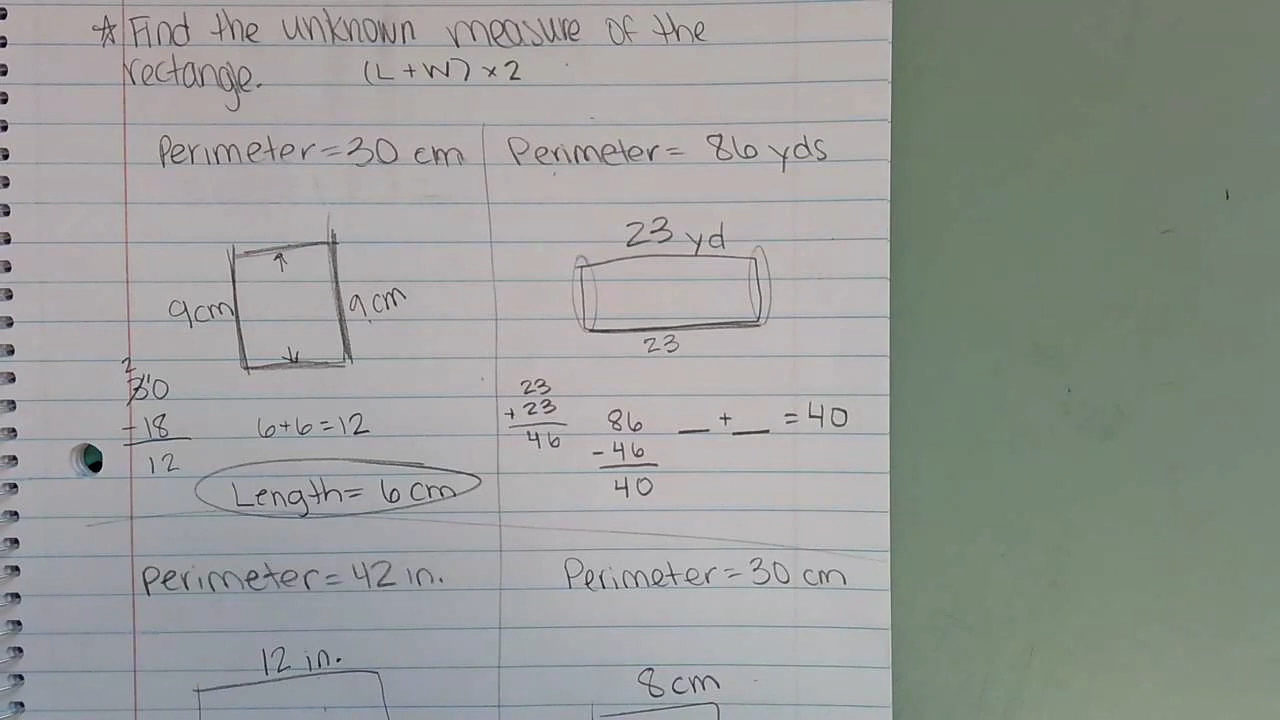 ☆ Find the unknown measure of the
rectangle. (L + W) × 2
Perimeter = 30 cm
9cm
9cm
2
30
- 18
12
6+6=12
Length = 6 cm
Perimeter = 86 yds
23 yd
23
23
+ 23
46
86
- 46
40
__ + __ = 40
Perimeter = 42 in.
12 in.
Perimeter = 30 cm
8 cm